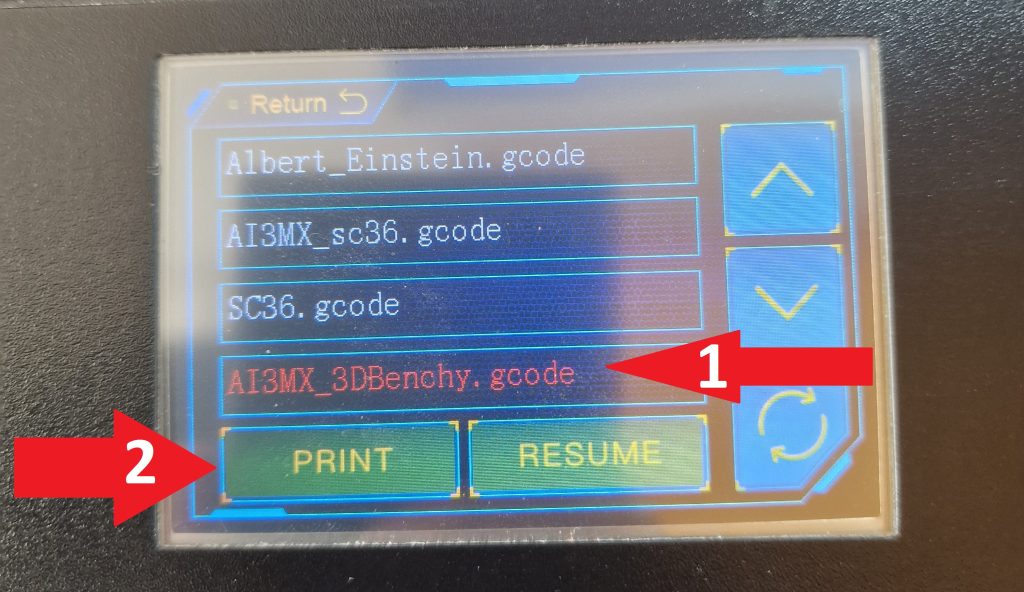 Return
Albert_Einstein.gcode
AI3MX_sc36.gcode
SC36.gcode
AI3MX_3DBenchy.gcode
1
2
PRINT
RESUME